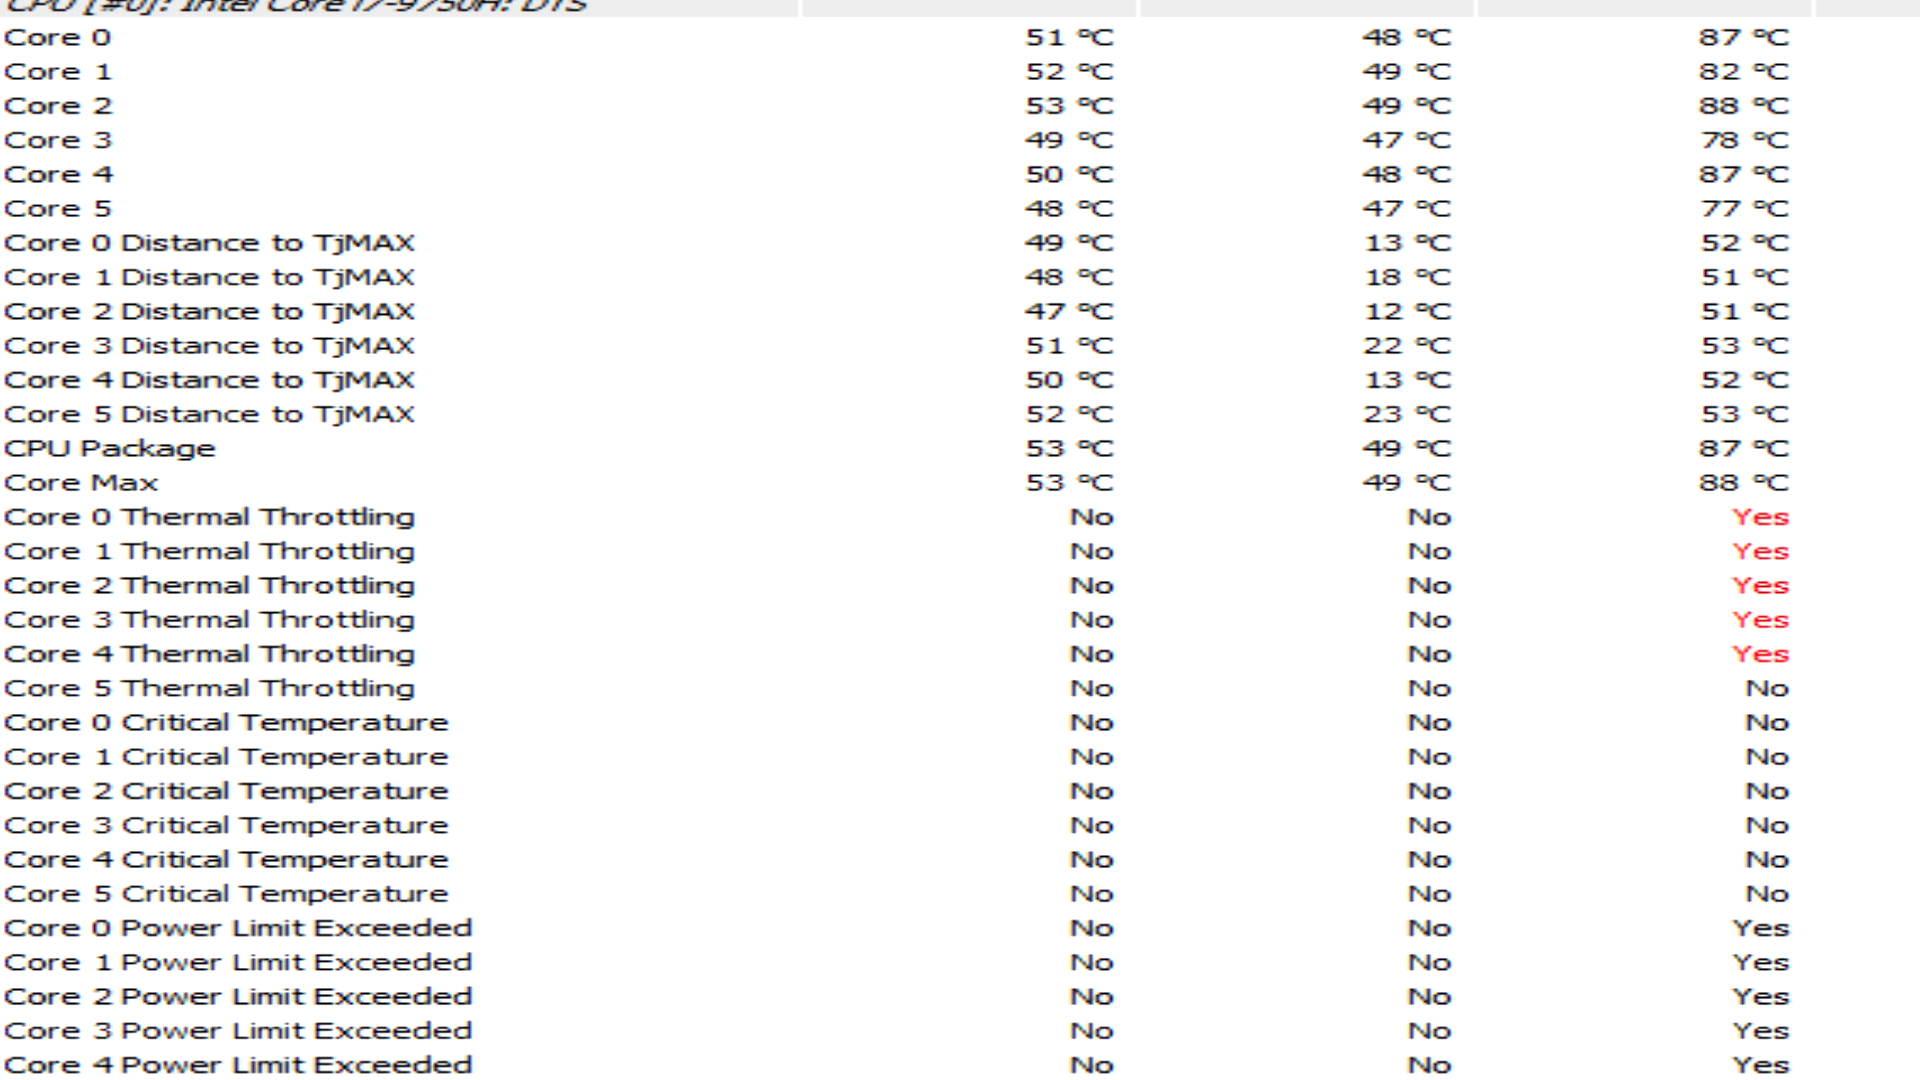 CPU [#0]: Intel Core i7-9750H: DTS
Core 0 51 °C 48 °C 87 °C
Core 1 52 °C 49 °C 82 °C
Core 2 53 °C 49 °C 88 °C
Core 3 49 °C 47 °C 78 °C
Core 4 50 °C 48 °C 87 °C
Core 5 48 °C 47 °C 77 °C
Core 0 Distance to TjMAX 49 °C 13 °C 52 °C
Core 1 Distance to TjMAX 48 °C 18 °C 51 °C
Core 2 Distance to TjMAX 47 °C 12 °C 51 °C
Core 3 Distance to TjMAX 51 °C 22 °C 53 °C
Core 4 Distance to TjMAX 50 °C 13 °C 52 °C
Core 5 Distance to TjMAX 52 °C 23 °C 53 °C
CPU Package 53 °C 49 °C 87 °C
Core Max 53 °C 49 °C 88 °C
Core 0 Thermal Throttling No No Yes
Core 1 Thermal Throttling No No Yes
Core 2 Thermal Throttling No No Yes
Core 3 Thermal Throttling No No Yes
Core 4 Thermal Throttling No No Yes
Core 5 Thermal Throttling No No No
Core 0 Critical Temperature No No No
Core 1 Critical Temperature No No No
Core 2 Critical Temperature No No No
Core 3 Critical Temperature No No No
Core 4 Critical Temperature No No No
Core 5 Critical Temperature No No No
Core 0 Power Limit Exceeded No No Yes
Core 1 Power Limit Exceeded No No Yes
Core 2 Power Limit Exceeded No No Yes
Core 3 Power Limit Exceeded No No Yes
Core 4 Power Limit Exceeded No No Yes